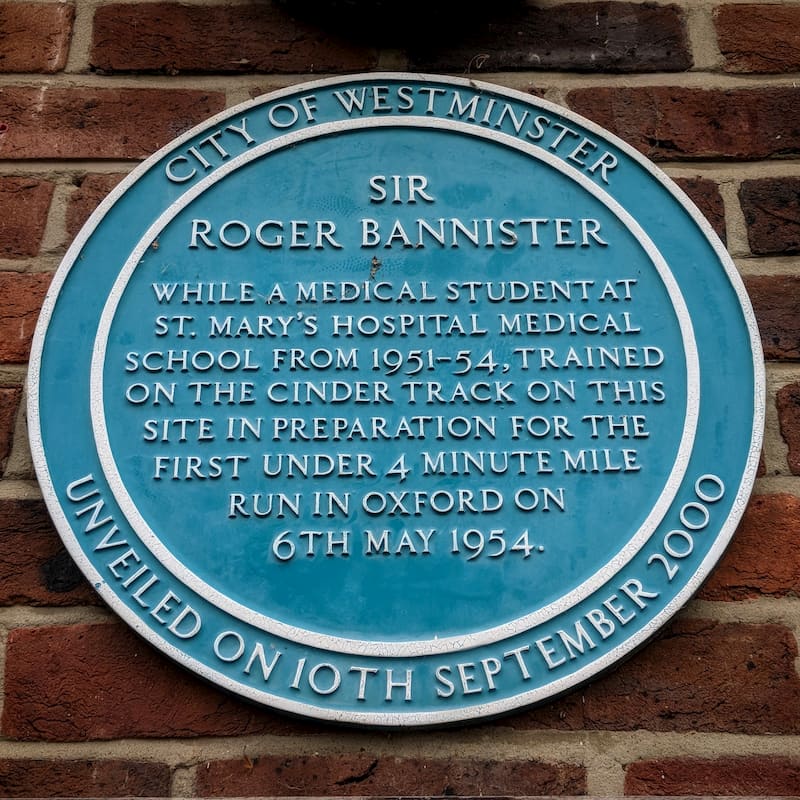 CITY OF WESTMINSTER
SIR
ROGER BANNISTER
WHILE A MEDICAL STUDENT AT
ST. MARY'S HOSPITAL MEDICAL
SCHOOL FROM 1951-54, TRAINED
ON THE CINDER TRACK ON THIS
SITE IN PREPARATION FOR THE
FIRST UNDER 4 MINUTE MILE
RUN IN OXFORD ON
6TH MAY 1954.
UNVEILED ON 10TH SEPTEMBER 2000